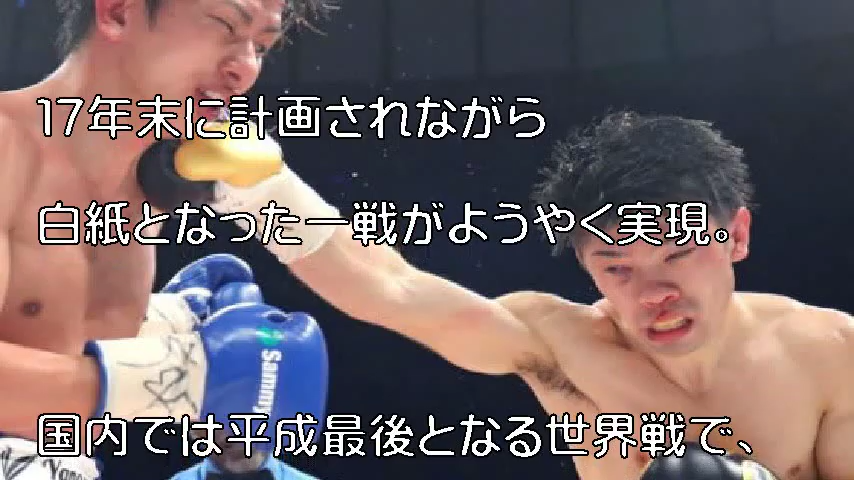 17年末に計画されながら
白紙となった一戦がようやく実現。
Sammy
国内では平成最後となる世界戦で、